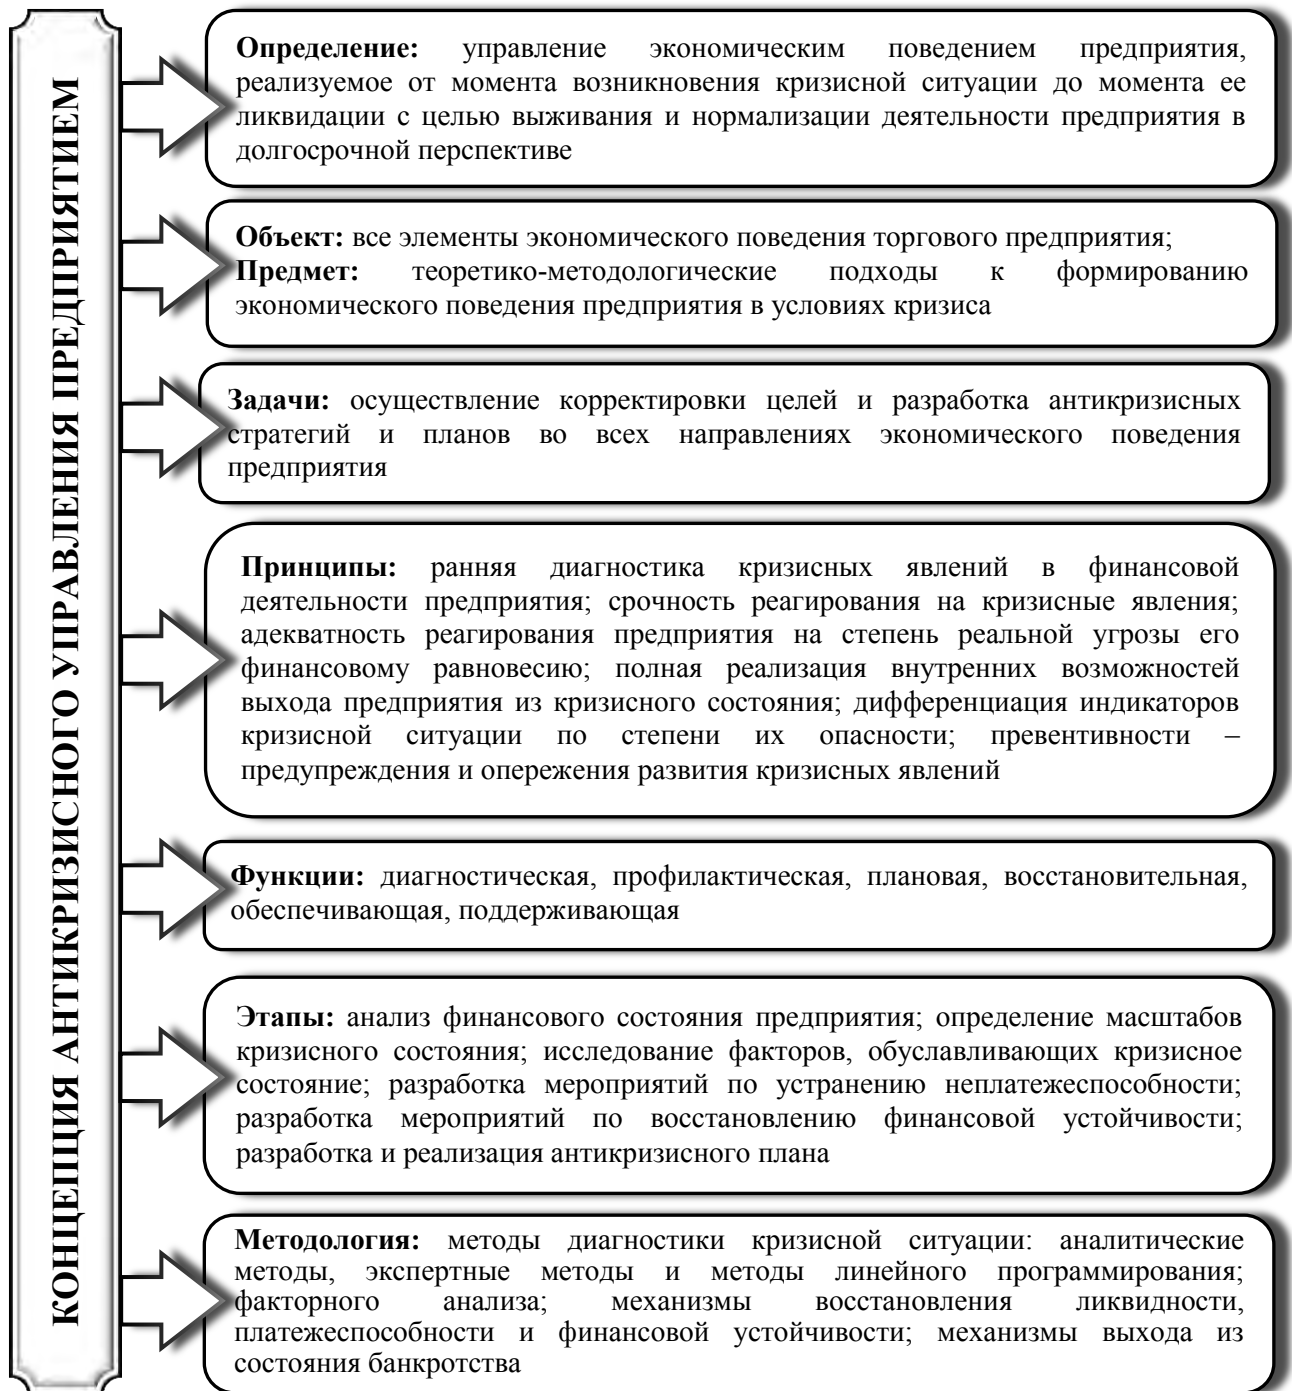 КОНЦЕПЦИЯ АНТИКРИЗИСНОГО УПРАВЛЕНИЯ ПРЕДПРИЯТИЕМ
Определение: управление экономическим поведением предприятия,
реализуемое от момента возникновения кризисной ситуации до момента ее
ликвидации с целью выживания и нормализации деятельности предприятия в
долгосрочной перспективе
Объект: все элементы экономического поведения торгового предприятия;
Предмет: теоретико-методологические подходы к формированию
экономического поведения предприятия в условиях кризиса
Задачи: осуществление корректировки целей и разработка антикризисных
стратегий и планов во всех направлениях экономического поведения
предприятия
Принципы: ранняя диагностика кризисных явлений в финансовой
деятельности предприятия; срочность реагирования на кризисные явления;
адекватность реагирования предприятия на степень реальной угрозы его
финансовому равновесию; полная реализация внутренних возможностей
выхода предприятия из кризисного состояния; дифференциация индикаторов
кризисной ситуации по степени их опасности; превентивности –
предупреждения и опережения развития кризисных явлений
Функции: диагностическая, профилактическая, плановая, восстановительная,
обеспечивающая, поддерживающая
Этапы: анализ финансового состояния предприятия; определение масштабов
кризисного состояния; исследование факторов, обуславливающих кризисное
состояние; разработка мероприятий по устранению неплатежеспособности;
разработка мероприятий по восстановлению финансовой устойчивости;
разработка и реализация антикризисного плана
Методология: методы диагностики кризисной ситуации: аналитические
методы, экспертные методы и методы линейного программирования;
факторного анализа; механизмы восстановления ликвидности,
платежеспособности и финансовой устойчивости; механизмы выхода из
состояния банкротства